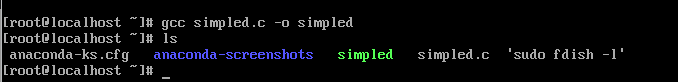 [root@localhost ~]# gcc simpled.c -o simpled
[root@localhost ~]# ls
anaconda-ks.cfg  anaconda-screenshots  simpled  simpled.c  'sudo fdish -l'
[root@localhost ~]# _